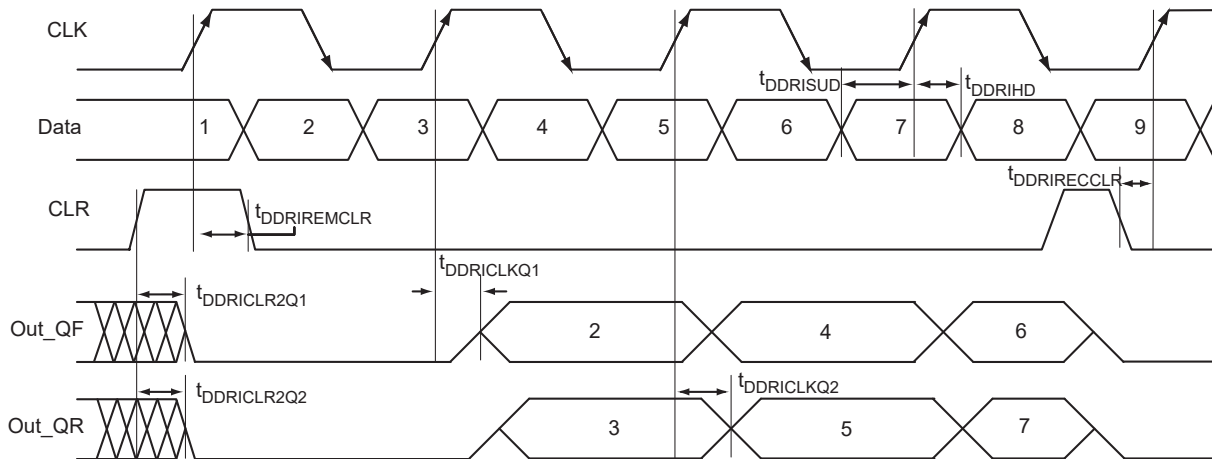 CLK
tDDRISUD
tDDRIHD
Data
1 2 3 4 5 6 7 8 9
tDDRIRECCLR
CLR
tDDRIREMCLR
tDDRICLKQ1
tDDRICLR2Q1
Out_QF
2 4 6
tDDRICLR2Q2
tDDRICLKQ2
Out_QR
3 5 7